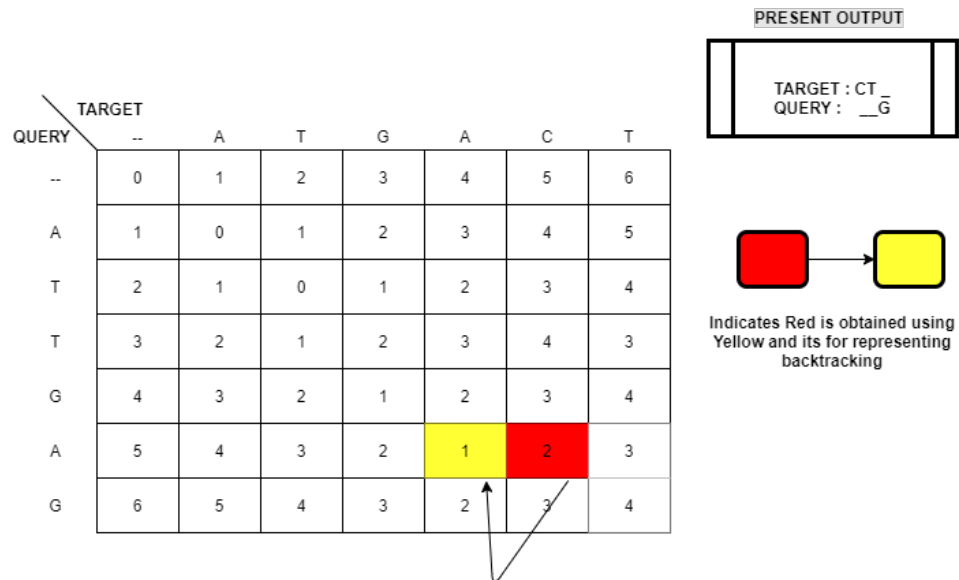 PRESENT OUTPUT
TARGET : CT _
QUERY : __G
TARGET
QUERY -- A T G A C T
-- 0 1 2 3 4 5 6
A 1 0 1 2 3 4 5
T 2 1 0 1 2 3 4
T 3 2 1 2 3 4 3
G 4 3 2 1 2 3 4
A 5 4 3 2 1 2 3
G 6 5 4 3 2 3 4
Indicates Red is obtained using
Yellow and its for representing
backtracking